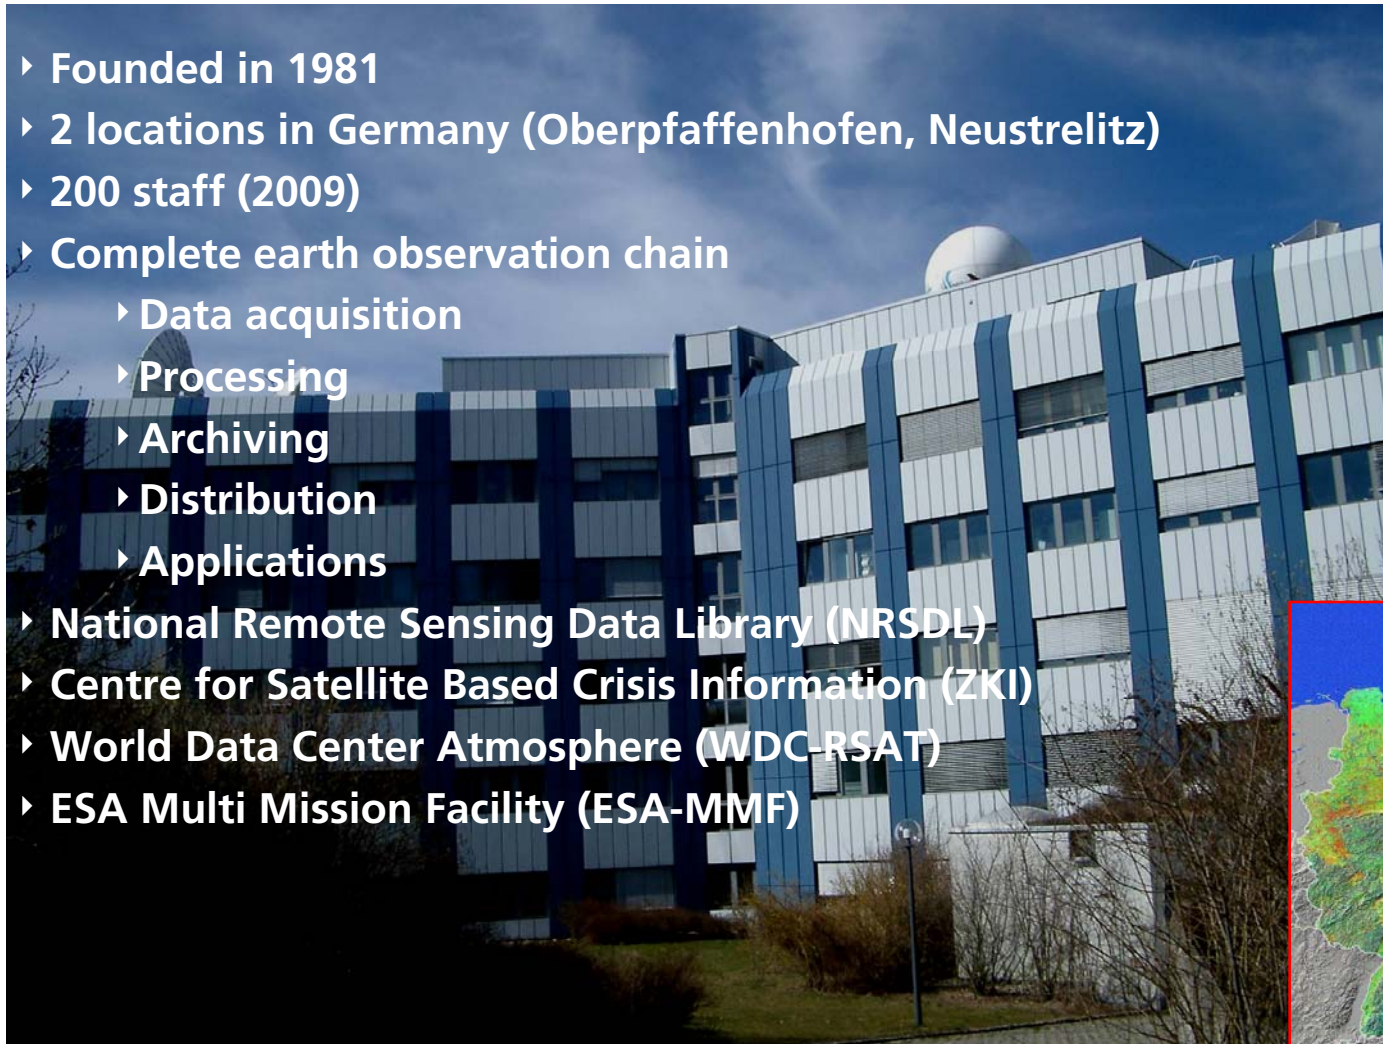 ‣ Founded in 1981
‣ 2 locations in Germany (Oberpfaffenhofen, Neustrelitz)
‣ 200 staff (2009)
‣ Complete earth observation chain
‣ Data acquisition
‣ Processing
‣ Archiving
‣ Distribution
‣ Applications
‣ National Remote Sensing Data Library (NRSDL)
‣ Centre for Satellite Based Crisis Information (ZKI)
‣ World Data Center Atmosphere (WDC-RSAT)
‣ ESA Multi Mission Facility (ESA-MMF)